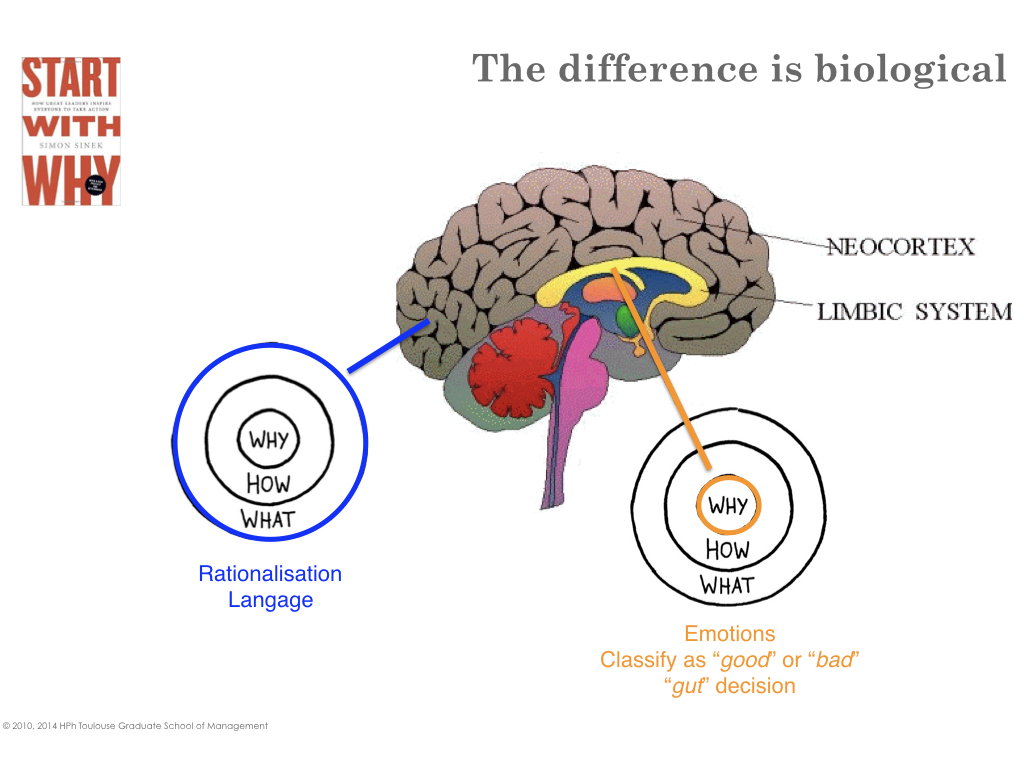 The difference is biological
START
HOW GREAT LEADERS INSPIRE
EVERYONE TO TAKE ACTION
WITH
SIMON SINEK
WHY
NEOCORTEX
LIMBIC SYSTEM
WHY
HOW
WHAT
Rationalisation
Langage
WHY
HOW
WHAT
Emotions
Classify as “good” or “bad”
“gut” decision
© 2010, 2014 HPh Toulouse Graduate School of Management